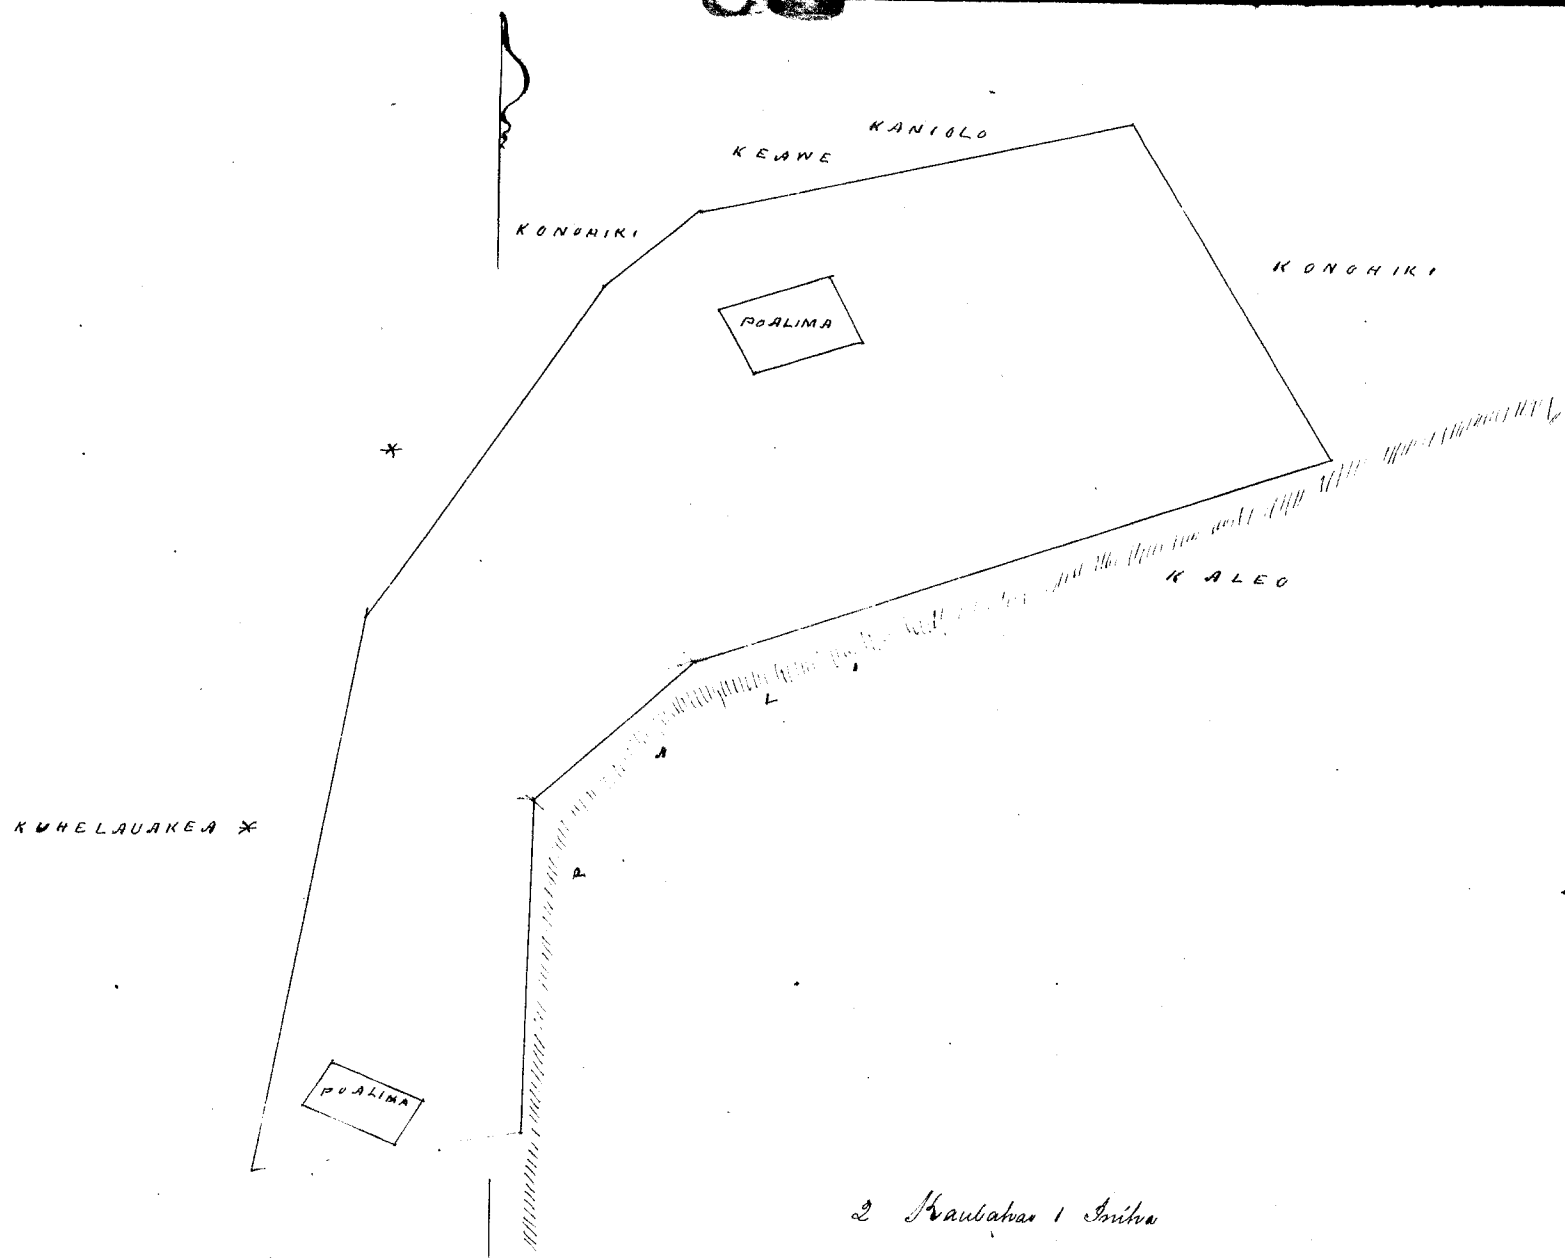 KANIOLO
KEAWE
KONOHIKI
KONOHIKI
POALIMA
KALEO
P A L I
KUHELAUAKEA
POALIMA
2 Kaulahao 1 Iniha